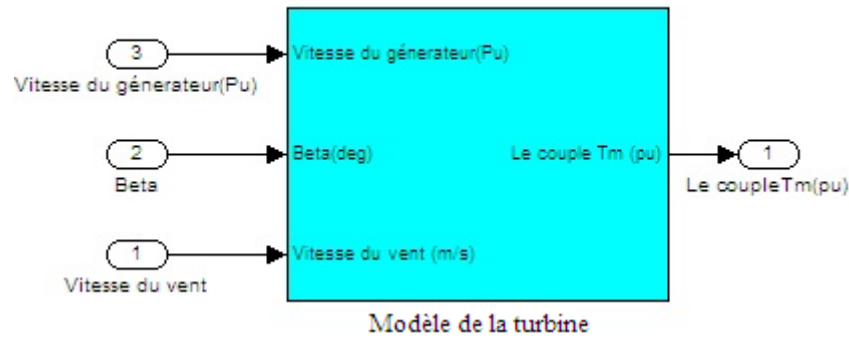 3
Vitesse du génerateur(Pu)
Vitesse du génerateur(Pu)
2
Beta
Beta(deg)
Le couple Tm (pu)
1
Le coupleTm(pu)
1
Vitesse du vent
Vitesse du vent (m/s)
Modèle de la turbine